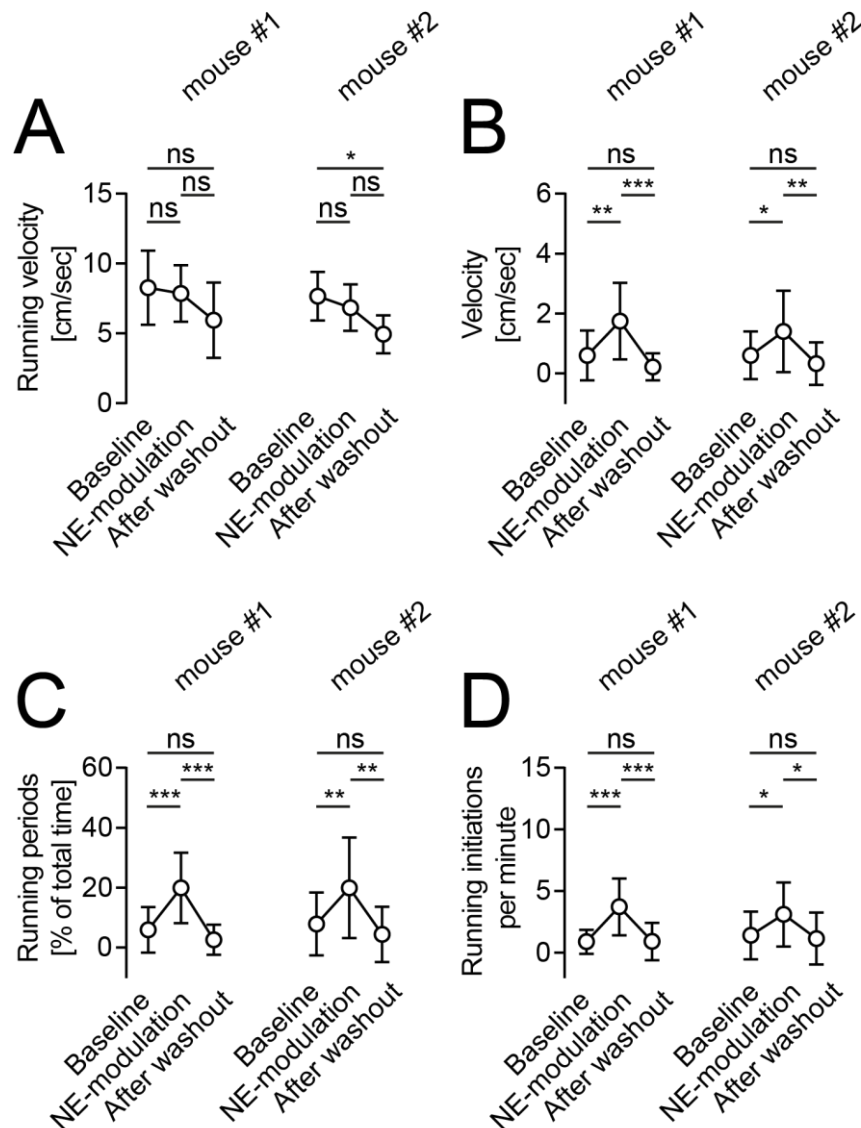 mouse #1
mouse #2
A
ns
*
ns
ns
ns
ns
15
10
5
0
Running velocity
[cm/sec]
Baseline
NE-modulation
After washout
Baseline
NE-modulation
After washout
mouse #1
mouse #2
B
ns
ns
***
**
**
*
6
4
2
0
Velocity
[cm/sec]
Baseline
NE-modulation
After washout
Baseline
NE-modulation
After washout
mouse #1
mouse #2
C
ns
ns
***
**
***
**
60
40
20
0
Running periods
[% of total time]
Baseline
NE-modulation
After washout
Baseline
NE-modulation
After washout
mouse #1
mouse #2
D
ns
ns
***
*
***
*
15
10
5
0
Running initiations
per minute
Baseline
NE-modulation
After washout
Baseline
NE-modulation
After washout